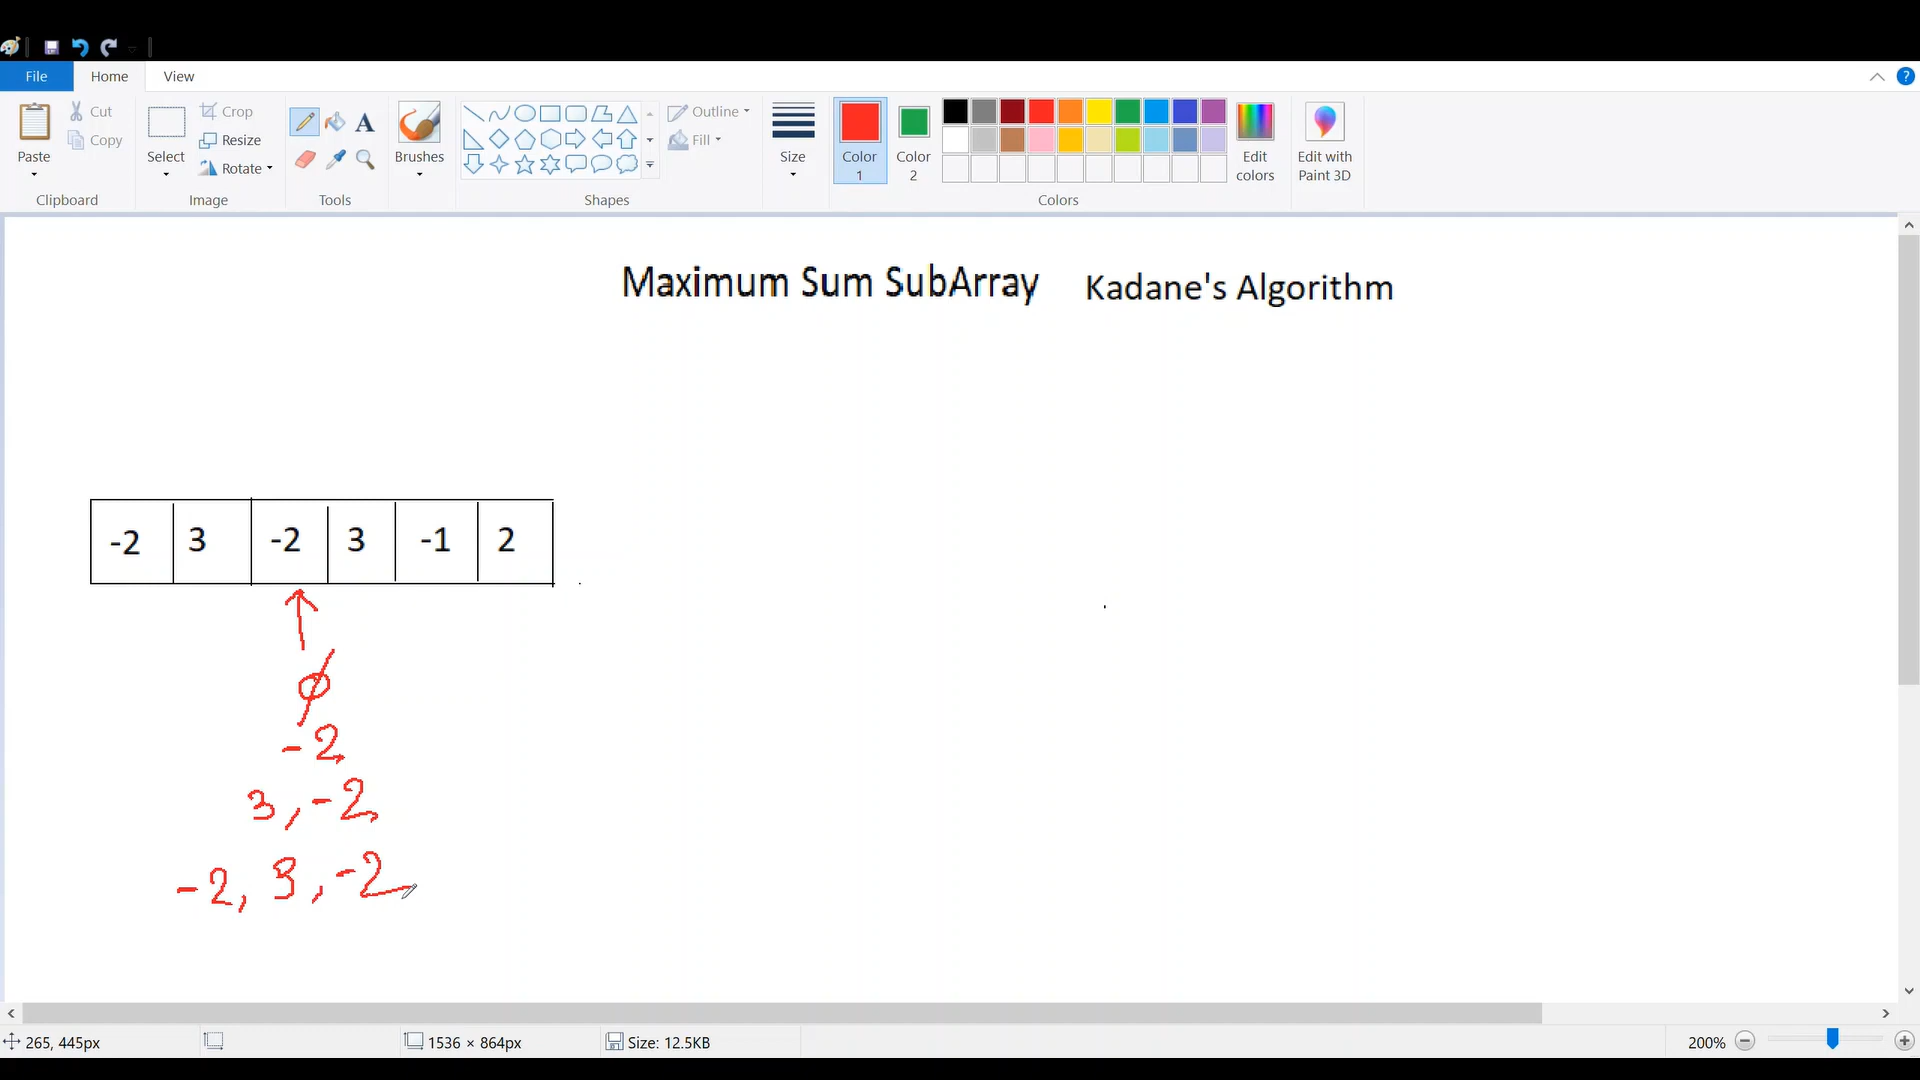 File Home View
Paste Cut Copy Select Crop Resize Rotate A Brushes Outline Fill Size Color 1 Color 2 Edit colors Edit with Paint 3D ?
Clipboard Image Tools Shapes Colors
Maximum Sum SubArray Kadane's Algorithm
-2 3 -2 3 -1 2
-2
3, -2
-2, 3, -2
265, 445px 1536 × 864px Size: 12.5KB 200%